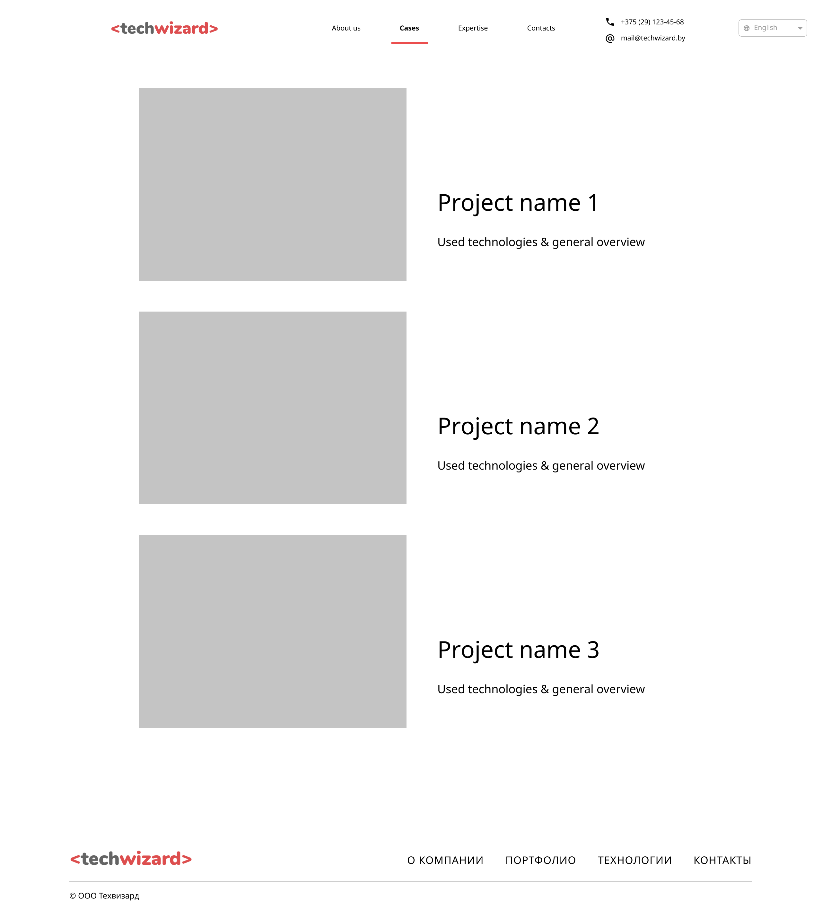 <techwizard>
About us
Cases
Expertise
Contacts
+375 (29) 123-45-68
mail@techwizard.by
English
Project name 1
Used technologies & general overview
Project name 2
Used technologies & general overview
Project name 3
Used technologies & general overview
<techwizard>
О КОМПАНИИ
ПОРТФОЛИО
ТЕХНОЛОГИИ
КОНТАКТЫ
© ООО Техвизард